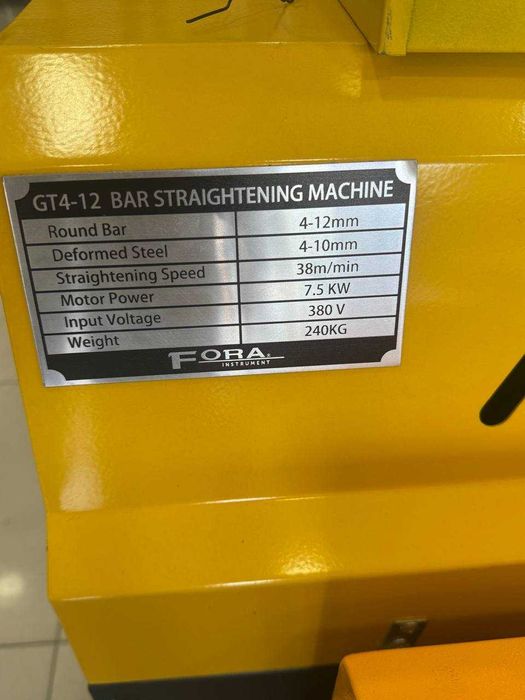 GT4-12 BAR STRAIGHTENING MACHINE
Round Bar 4-12mm
Deformed Steel 4-10mm
Straightening Speed 38m/min
Motor Power 7.5 KW
Input Voltage 380 V
Weight 240KG
FORA
INSTRUMENT